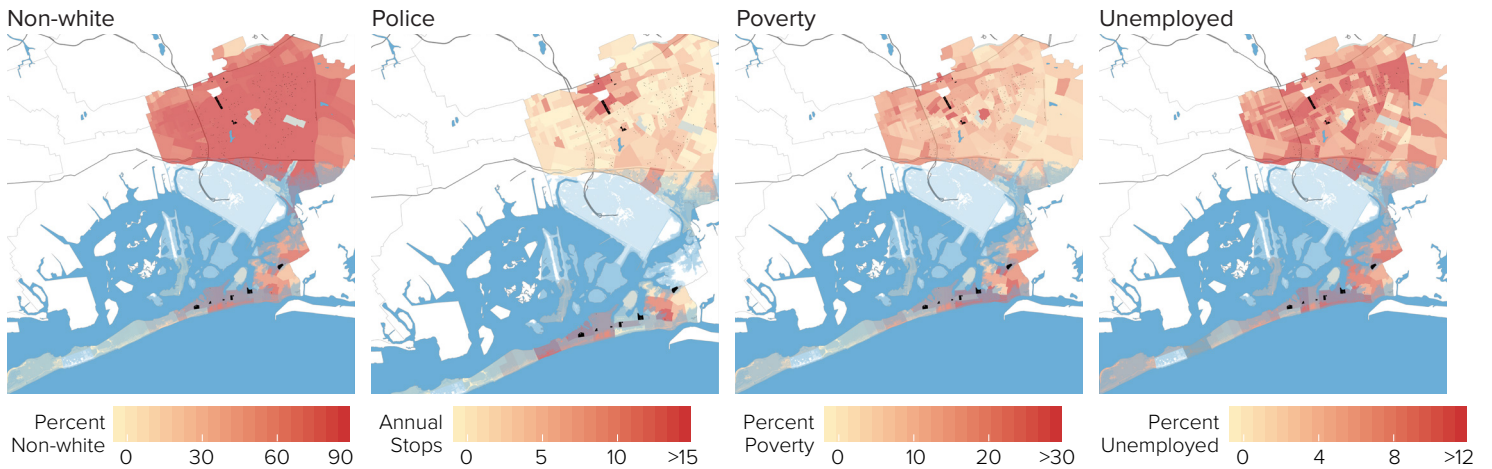 Non-white
Police
Poverty
Unemployed
Percent
Non-white
0 30 60 90
Annual
Stops
0 5 10 >15
Percent
Poverty
0 10 20 >30
Percent
Unemployed
0 4 8 >12